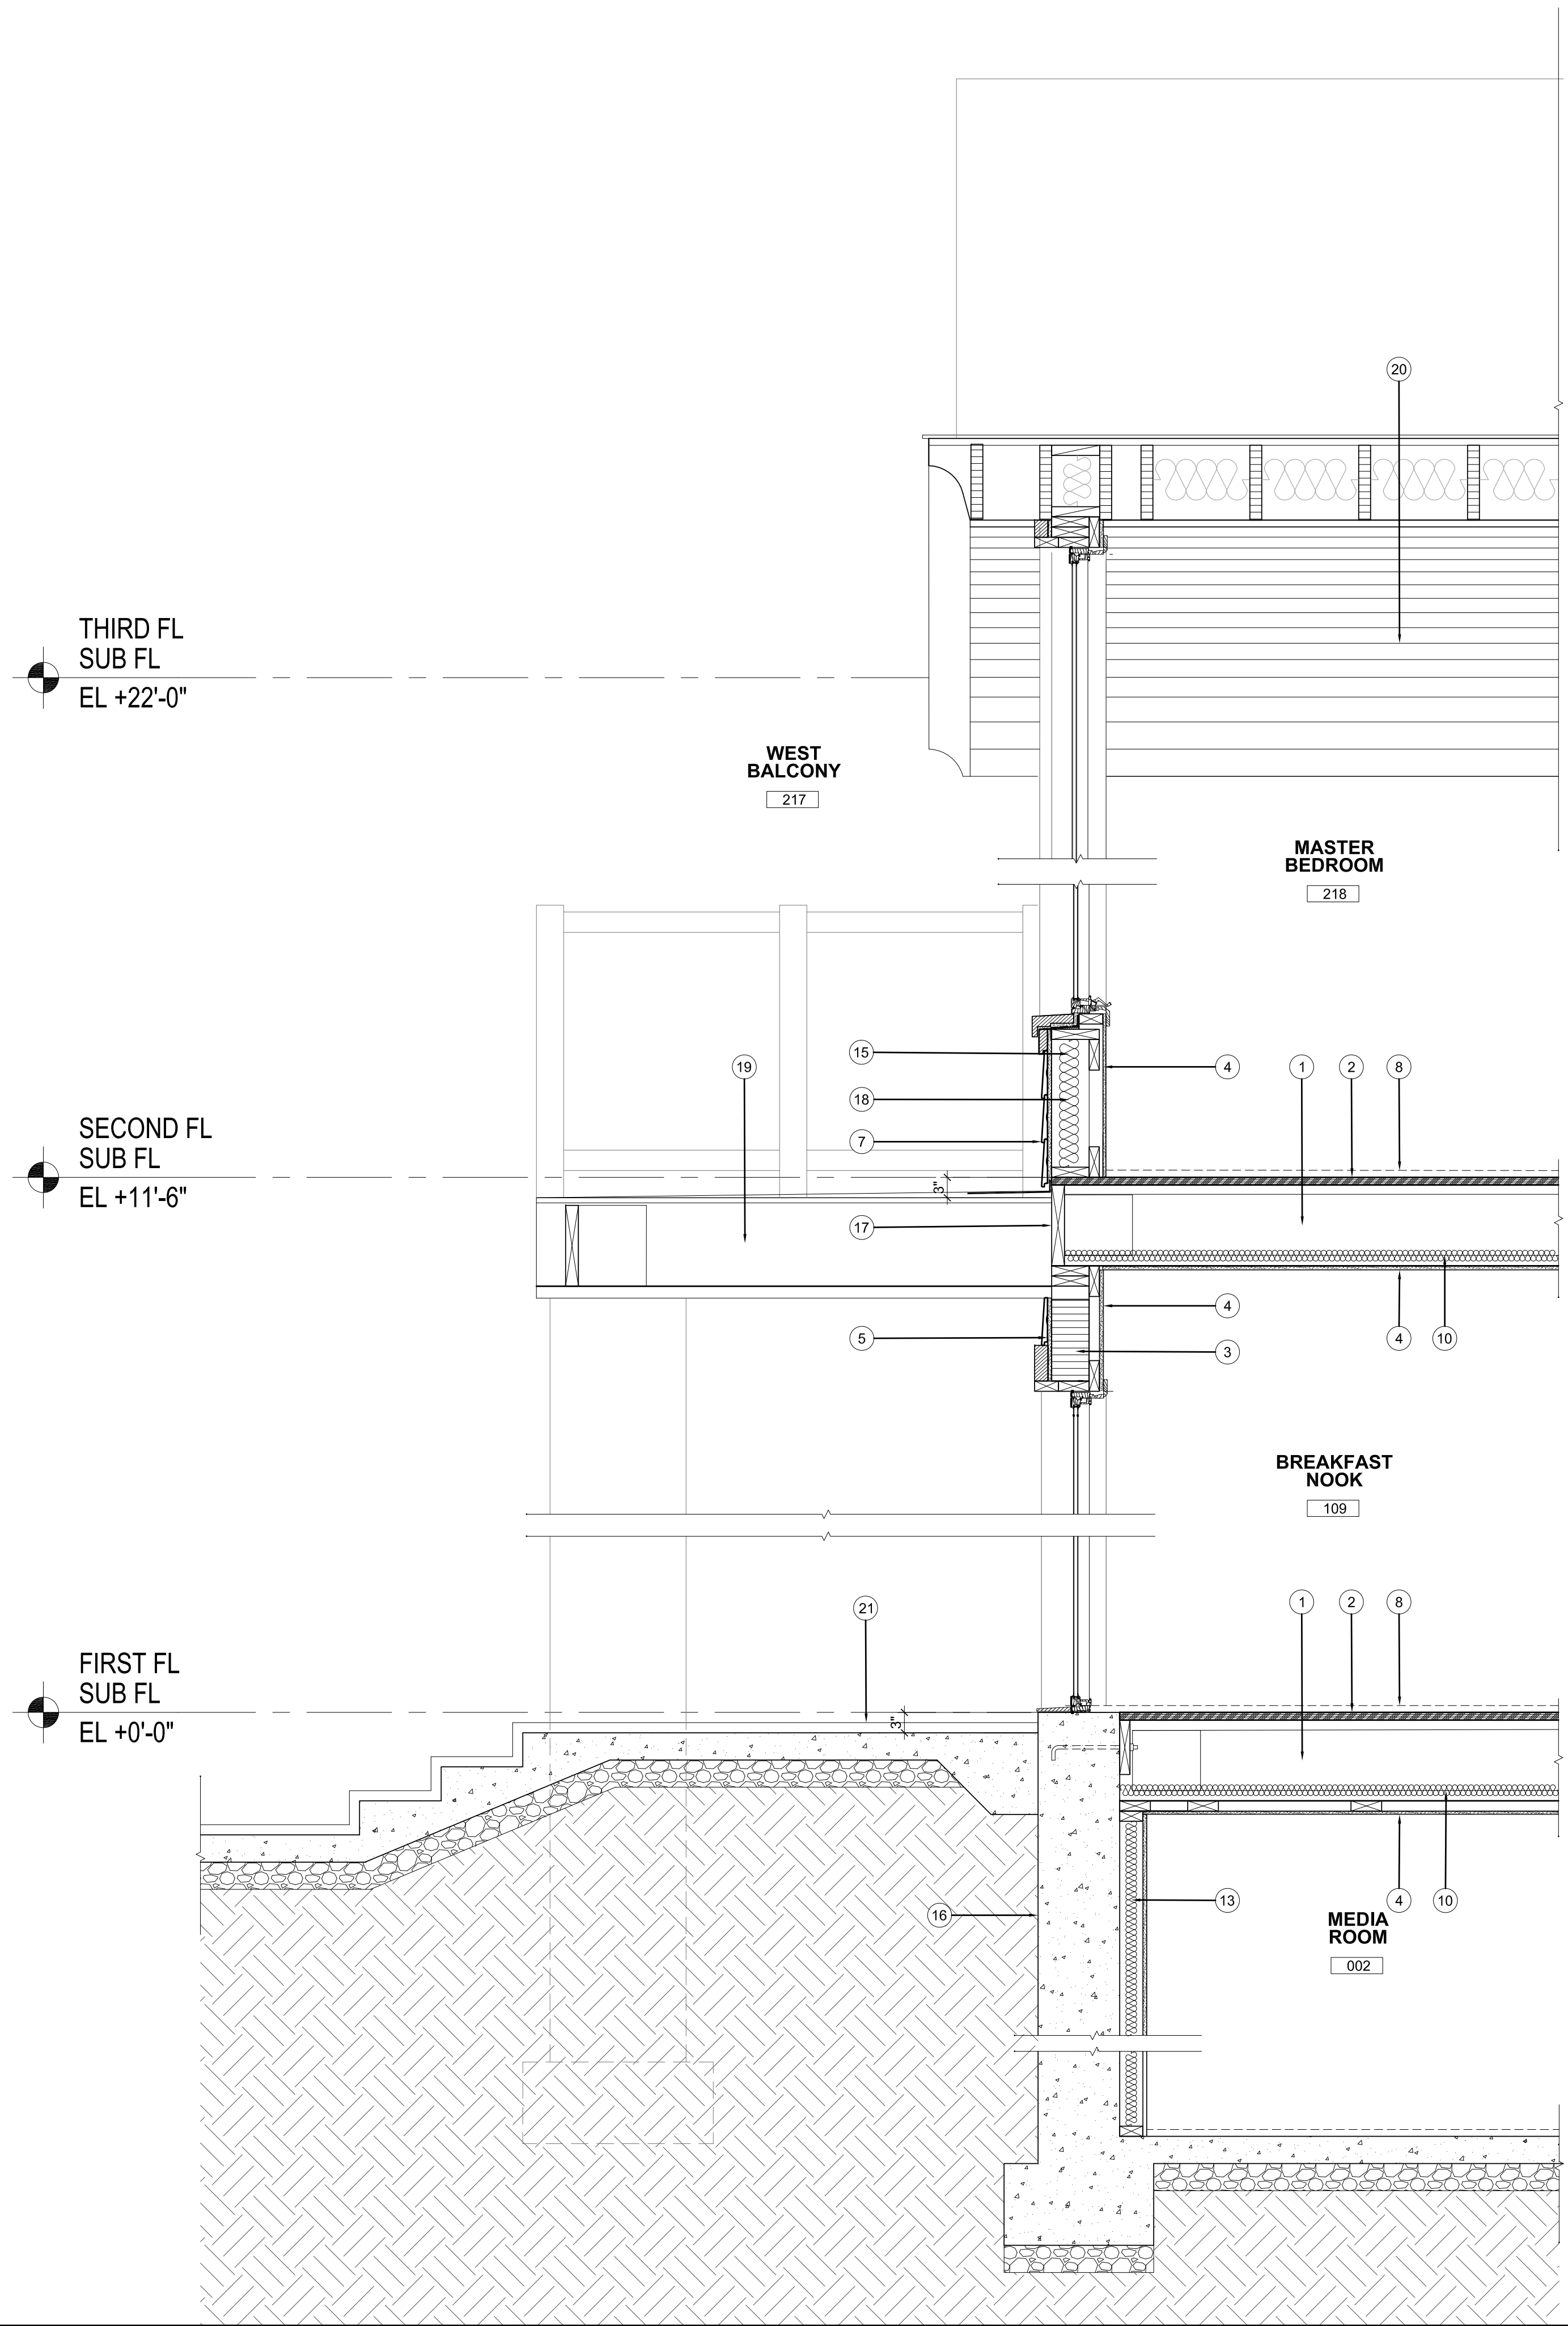 20
THIRD FL
SUB FL
EL +22'-0"
WEST
BALCONY
217
MASTER
BEDROOM
218
15
19
4
1
2
8
18
7
SECOND FL
SUB FL
EL +11'-6"
3"
17
4
5
4
10
3
BREAKFAST
NOOK
109
21
1
2
8
FIRST FL
SUB FL
EL +0'-0"
3"
13
4
10
16
MEDIA
ROOM
002